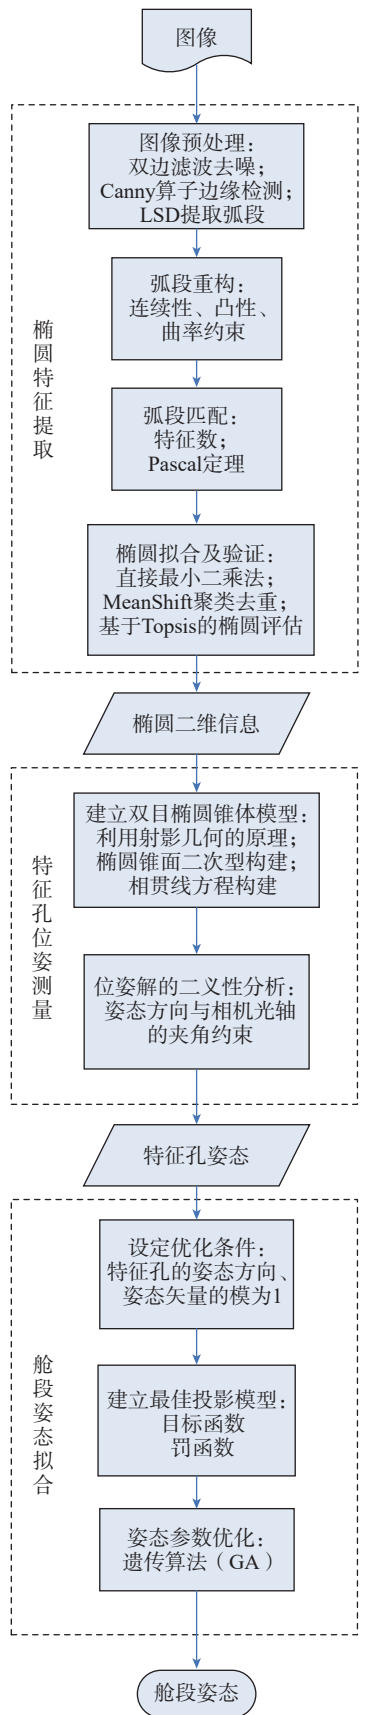 图像
椭圆特征提取
图像预处理：
双边滤波去噪；
Canny算子边缘检测；
LSD提取弧段
弧段重构：
连续性、凸性、
曲率约束
弧段匹配：
特征数；
Pascal定理
椭圆拟合及验证：
直接最小二乘法；
MeanShift聚类去重；
基于Topsis的椭圆评估
椭圆二维信息
特征孔位姿测量
建立双目椭圆锥体模型：
利用射影几何的原理；
椭圆锥面二次型构建；
相贯线方程构建
位姿解的二义性分析：
姿态方向与相机光轴
的夹角约束
特征孔姿态
舱段姿态拟合
设定优化条件：
特征孔的姿态方向、
姿态矢量的模为1
建立最佳投影模型：
目标函数
罚函数
姿态参数优化：
遗传算法（GA）
舱段姿态